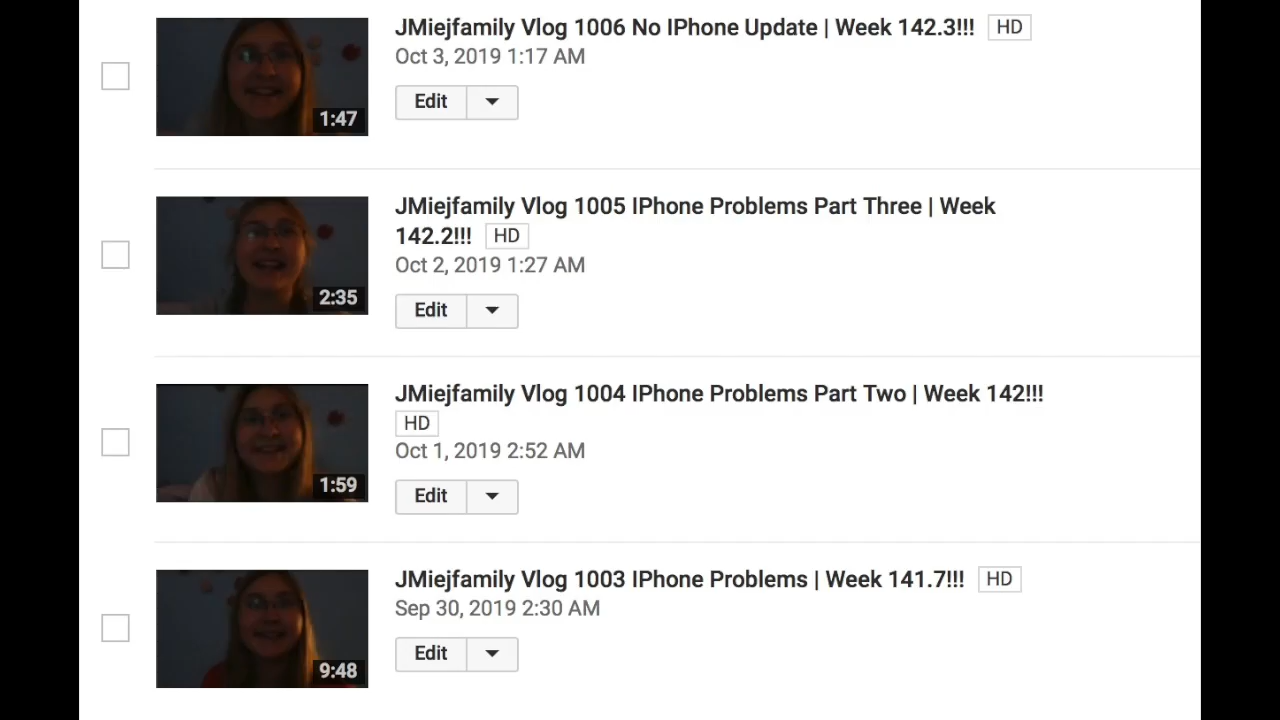 JMiejfamily Vlog 1006 No IPhone Update | Week 142.3!!! HD
Oct 3, 2019 1:17 AM
1:47
Edit
JMiejfamily Vlog 1005 IPhone Problems Part Three | Week
142.2!!! HD
Oct 2, 2019 1:27 AM
2:35
Edit
JMiejfamily Vlog 1004 IPhone Problems Part Two | Week 142!!!
HD
Oct 1, 2019 2:52 AM
1:59
Edit
JMiejfamily Vlog 1003 IPhone Problems | Week 141.7!!! HD
Sep 30, 2019 2:30 AM
9:48
Edit